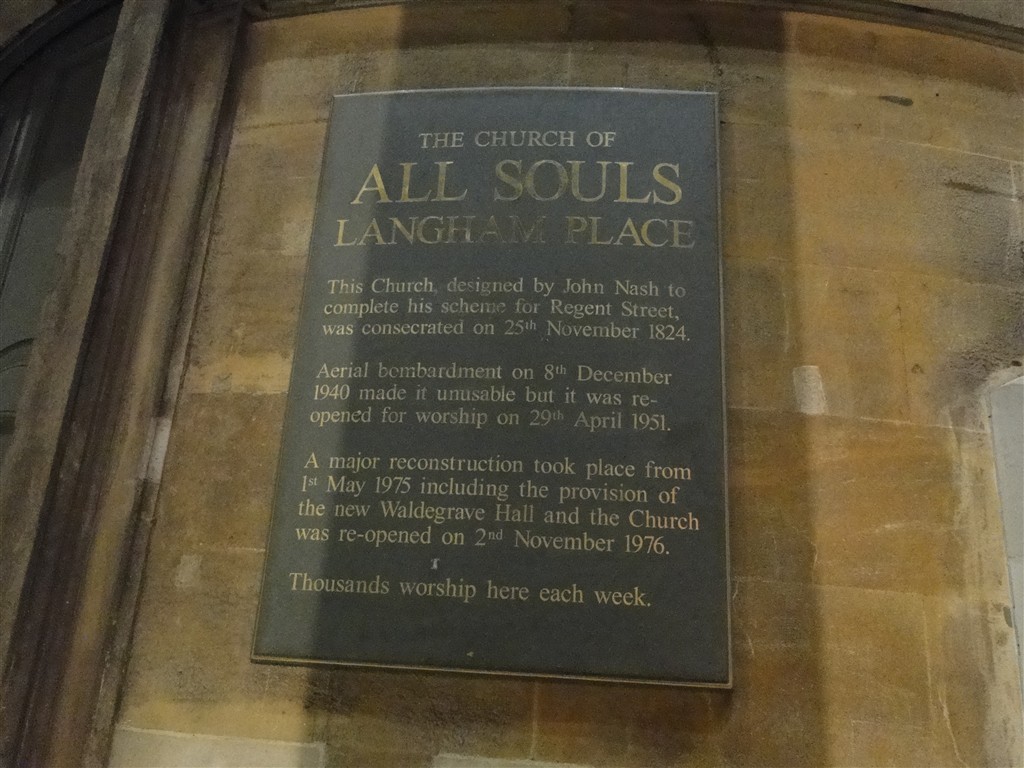 THE CHURCH OF
ALL SOULS
LANGHAM PLACE
This Church, designed by John Nash to
complete his scheme for Regent Street,
was consecrated on 25th November 1824.
Aerial bombardment on 8th December
1940 made it unusable but it was re-
opened for worship on 29th April 1951.
A major reconstruction took place from
1st May 1975 including the provision of
the new Waldegrave Hall and the Church
was re-opened on 2nd November 1976.
Thousands worship here each week.